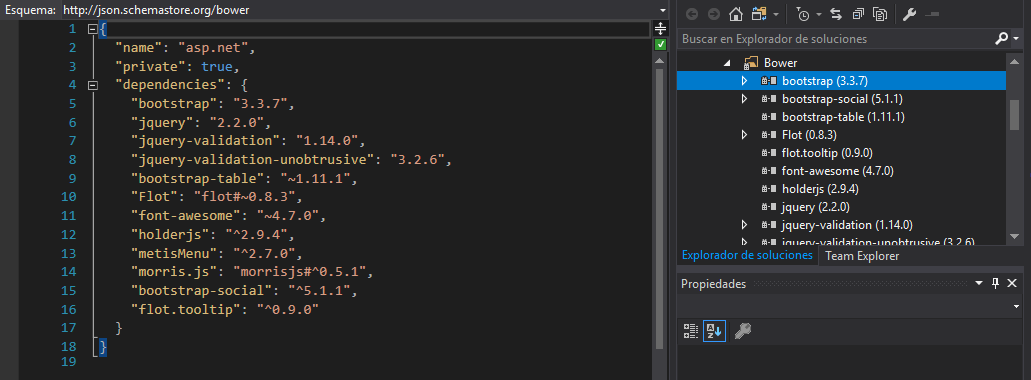 Esquema: http://json.schemastore.org/bower
1 {
2 "name": "asp.net",
3 "private": true,
4 "dependencies": {
5 "bootstrap": "3.3.7",
6 "jquery": "2.2.0",
7 "jquery-validation": "1.14.0",
8 "jquery-validation-unobtrusive": "3.2.6",
9 "bootstrap-table": "~1.11.1",
10 "Flot": "flot#~0.8.3",
11 "font-awesome": "~4.7.0",
12 "holderjs": "^2.9.4",
13 "metisMenu": "^2.7.0",
14 "morris.js": "morrisjs#^0.5.1",
15 "bootstrap-social": "^5.1.1",
16 "flot.tooltip": "^0.9.0"
17 }
18 }
19
Buscar en Explorador de soluciones
Bower
bootstrap (3.3.7)
bootstrap-social (5.1.1)
bootstrap-table (1.11.1)
Flot (0.8.3)
flot.tooltip (0.9.0)
font-awesome (4.7.0)
holderjs (2.9.4)
jquery (2.2.0)
jquery-validation (1.14.0)
jquery-validation-unobtrusive (3.2.6)
Explorador de soluciones Team Explorer
Propiedades